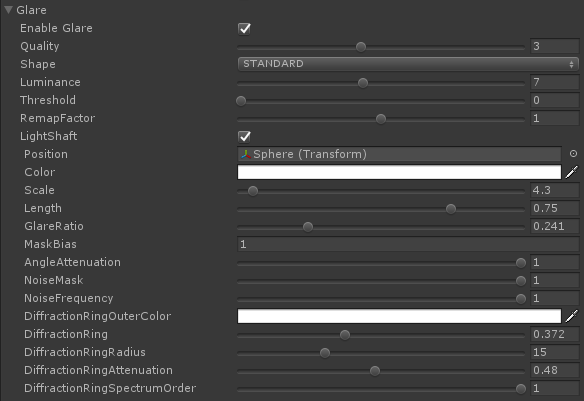 Glare
Enable Glare
Quality 3
Shape STANDARD
Luminance 7
Threshold 0
RemapFactor 1
LightShaft
Position Sphere (Transform)
Color
Scale 4.3
Length 0.75
GlareRatio 0.241
MaskBias 1
AngleAttenuation 1
NoiseMask 1
NoiseFrequency 1
DiffractionRingOuterColor
DiffractionRing 0.372
DiffractionRingRadius 15
DiffractionRingAttenuation 0.48
DiffractionRingSpectrumOrder 1